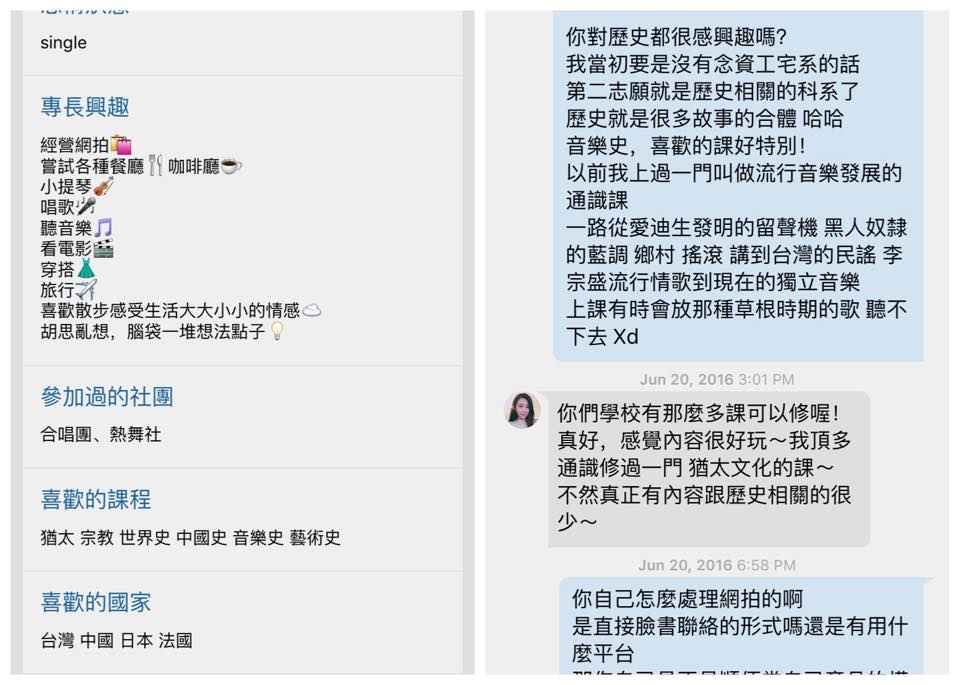 single
專長興趣
經營網拍🛍
嘗試各種餐廳🍴咖啡廳☕
小提琴🎻
唱歌🎤
聽音樂🎵
看電影🎬
穿搭👗
旅行✈
喜歡散步感受生活大大小小的情感☁
胡思亂想，腦袋一堆想法點子💡
參加過的社團
合唱團、熱舞社
喜歡的課程
猶太 宗教 世界史 中國史 音樂史 藝術史
喜歡的國家
台灣 中國 日本 法國
你對歷史都很感興趣嗎?
我當初要是沒有念資工宅系的話
第二志願就是歷史相關的科系了
歷史就是很多故事的合體 哈哈
音樂史，喜歡的課好特別！
以前我上過一門叫做流行音樂發展的
通識課
一路從愛迪生發明的留聲機 黑人奴隸
的藍調 鄉村 搖滾 講到台灣的民謠 李
宗盛流行情歌到現在的獨立音樂
上課有時會放那種草根時期的歌 聽不
下去 Xd
Jun 20, 2016 3:01 PM
你們學校有那麼多課可以修喔！
真好，感覺內容很好玩～我頂多
通識修過一門 猶太文化的課～
不然真正有內容跟歷史相關的很
少～
Jun 20, 2016 6:58 PM
你自己怎麼處理網拍的啊
是直接臉書聯絡的形式嗎還是有用什
麼平台